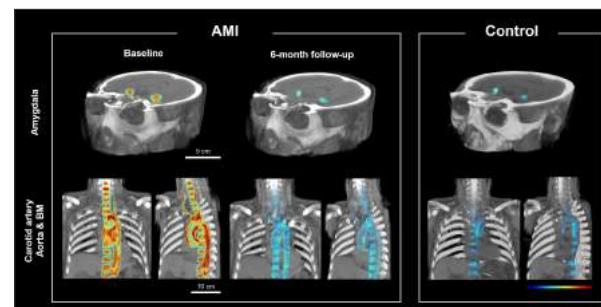 AMI
Control
Baseline
6-month follow-up
Amygdala
5 cm
Carotid artery
Aorta & BM
10 cm